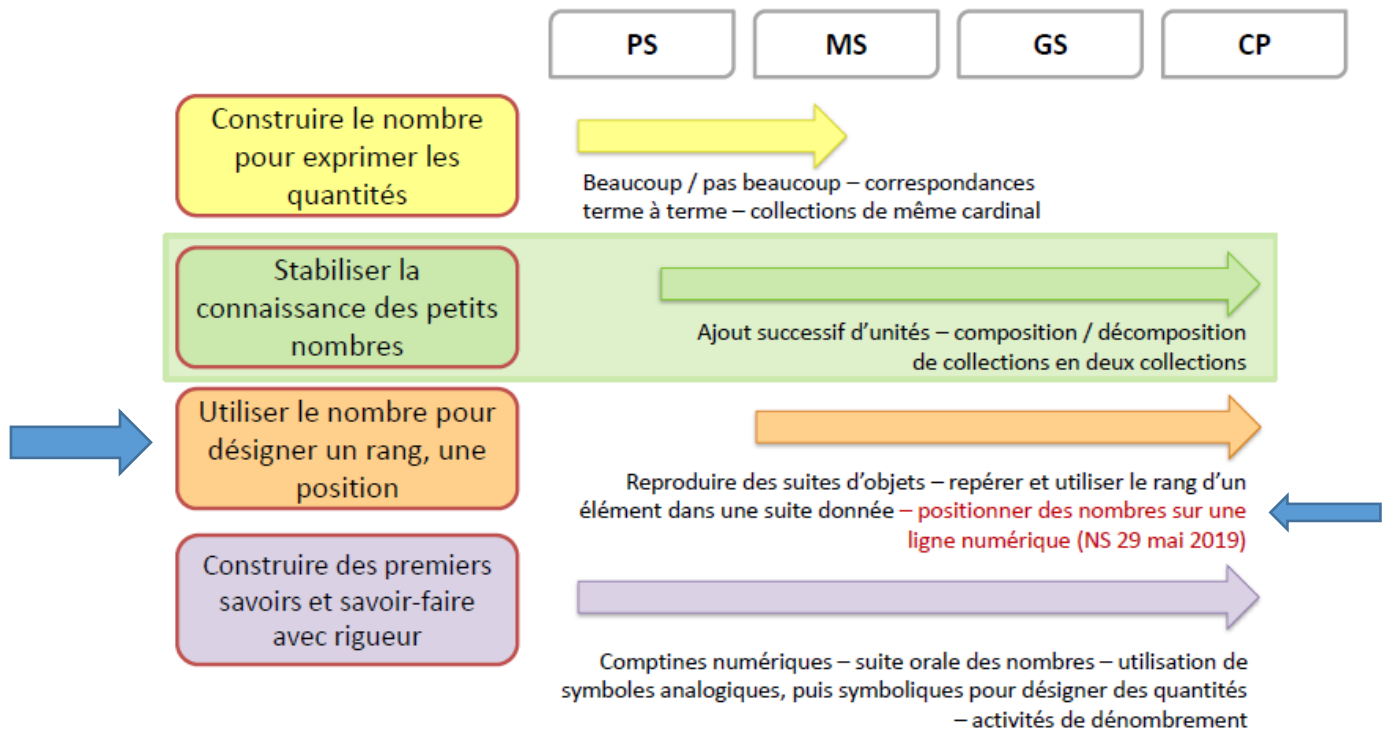 PS
MS
GS
CP
Construire le nombre
pour exprimer les
quantités
Beaucoup / pas beaucoup – correspondances
terme à terme – collections de même cardinal
Stabiliser la
connaissance des petits
nombres
Ajout successif d’unités – composition / décomposition
de collections en deux collections
Utiliser le nombre pour
désigner un rang, une
position
Reproduire des suites d’objets – repérer et utiliser le rang d’un
élément dans une suite donnée – positionner des nombres sur une
ligne numérique (NS 29 mai 2019)
Construire des premiers
savoirs et savoir-faire
avec rigueur
Comptines numériques – suite orale des nombres – utilisation de
symboles analogiques, puis symboliques pour désigner des quantités
– activités de dénombrement